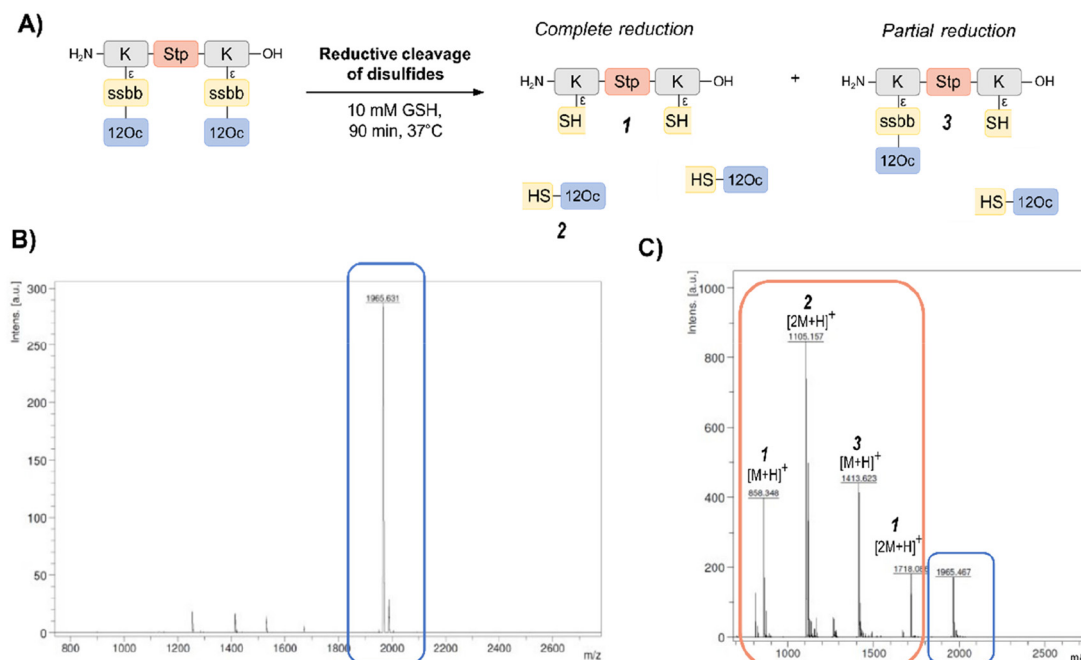 A)
H₂N K Stp K OH
ε ε
ssbb ssbb
12Oc 12Oc
Reductive cleavage
of disulfides
10 mM GSH,
90 min, 37°C
Complete reduction
H₂N K Stp K OH
ε ε
SH 1 SH
HS 12Oc
HS 12Oc
2
+
Partial reduction
H₂N K Stp K OH
ε ε
ssbb 3 SH
12Oc
HS 12Oc
B)
Intens. [a.u.]
300
250
200
150
100
50
0
1965.631
800 1000 1200 1400 1600 1800 2000 2200 2400 2600
m/z
C)
Intens. [a.u.]
1000
800
600
400
200
0
2
[2M+H]⁺
1105.157
1
[M+H]⁺
858.348
3
[M+H]⁺
1413.623
1
[2M+H]⁺
1965.467
1000 1500 2000 2500